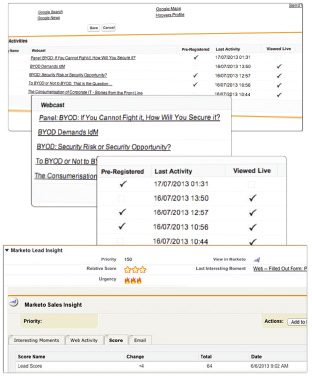 Google Search
Google News
Google Maps
Hoovers Profile
Save Cancel
Activities
Name Webcast Pre-Registered Last Activity Viewed Live
Panel: BYOD: If You Cannot Fight it, How Will You Secure it? ✓ 17/07/2013 01:31
BYOD Demands IdM 16/07/2013 13:50 ✓
BYOD: Security Risk or Security Opportunity? ✓ 16/07/2013 12:57 ✓
To BYOD or Not to BYOD, That is the Question... ✓ 16/07/2013 10:56 ✓
The Consumerisation of Corporate IT - Stories from the Front Line 16/07/2013 10:44 ✓
Webcast
Panel: BYOD: If You Cannot Fight it, How Will You Secure it?
BYOD Demands IdM
BYOD: Security Risk or Security Opportunity?
To BYOD or Not to B
The Consumerisation
Pre-Registered Last Activity Viewed Live
✓ 17/07/2013 01:31
16/07/2013 13:50 ✓
✓ 16/07/2013 12:57 ✓
✓ 16/07/2013 10:56 ✓
16/07/2013 10:44 ✓
Marketo Lead Insight
Priority 150 View in Marketo
Relative Score Last Interesting Moment Web -- Filled Out Form: P
Urgency
Marketo Sales Insight
Priority: Actions: Add to
Interesting Moments Web Activity Score Email
Score Name Change Total Date
Lead Score +4 64 6/6/2013 9:02 AM